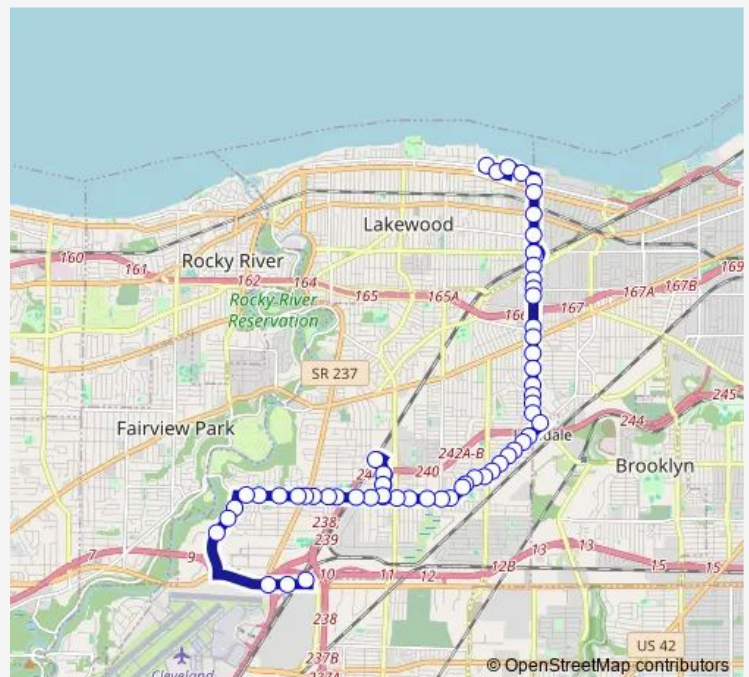 Lakewood
160
161
Rocky River
162
164
Rocky River
Reservation
165
165A
166
167
167A
167B
169
SR 237
245
244
Fairview Park
242A-B
240
Brooklyn
238,
239
7
9
10
11
12
12B
13
13
15
15
238
US 42
237B
237A
Cleveland
© OpenStreetMap contributors